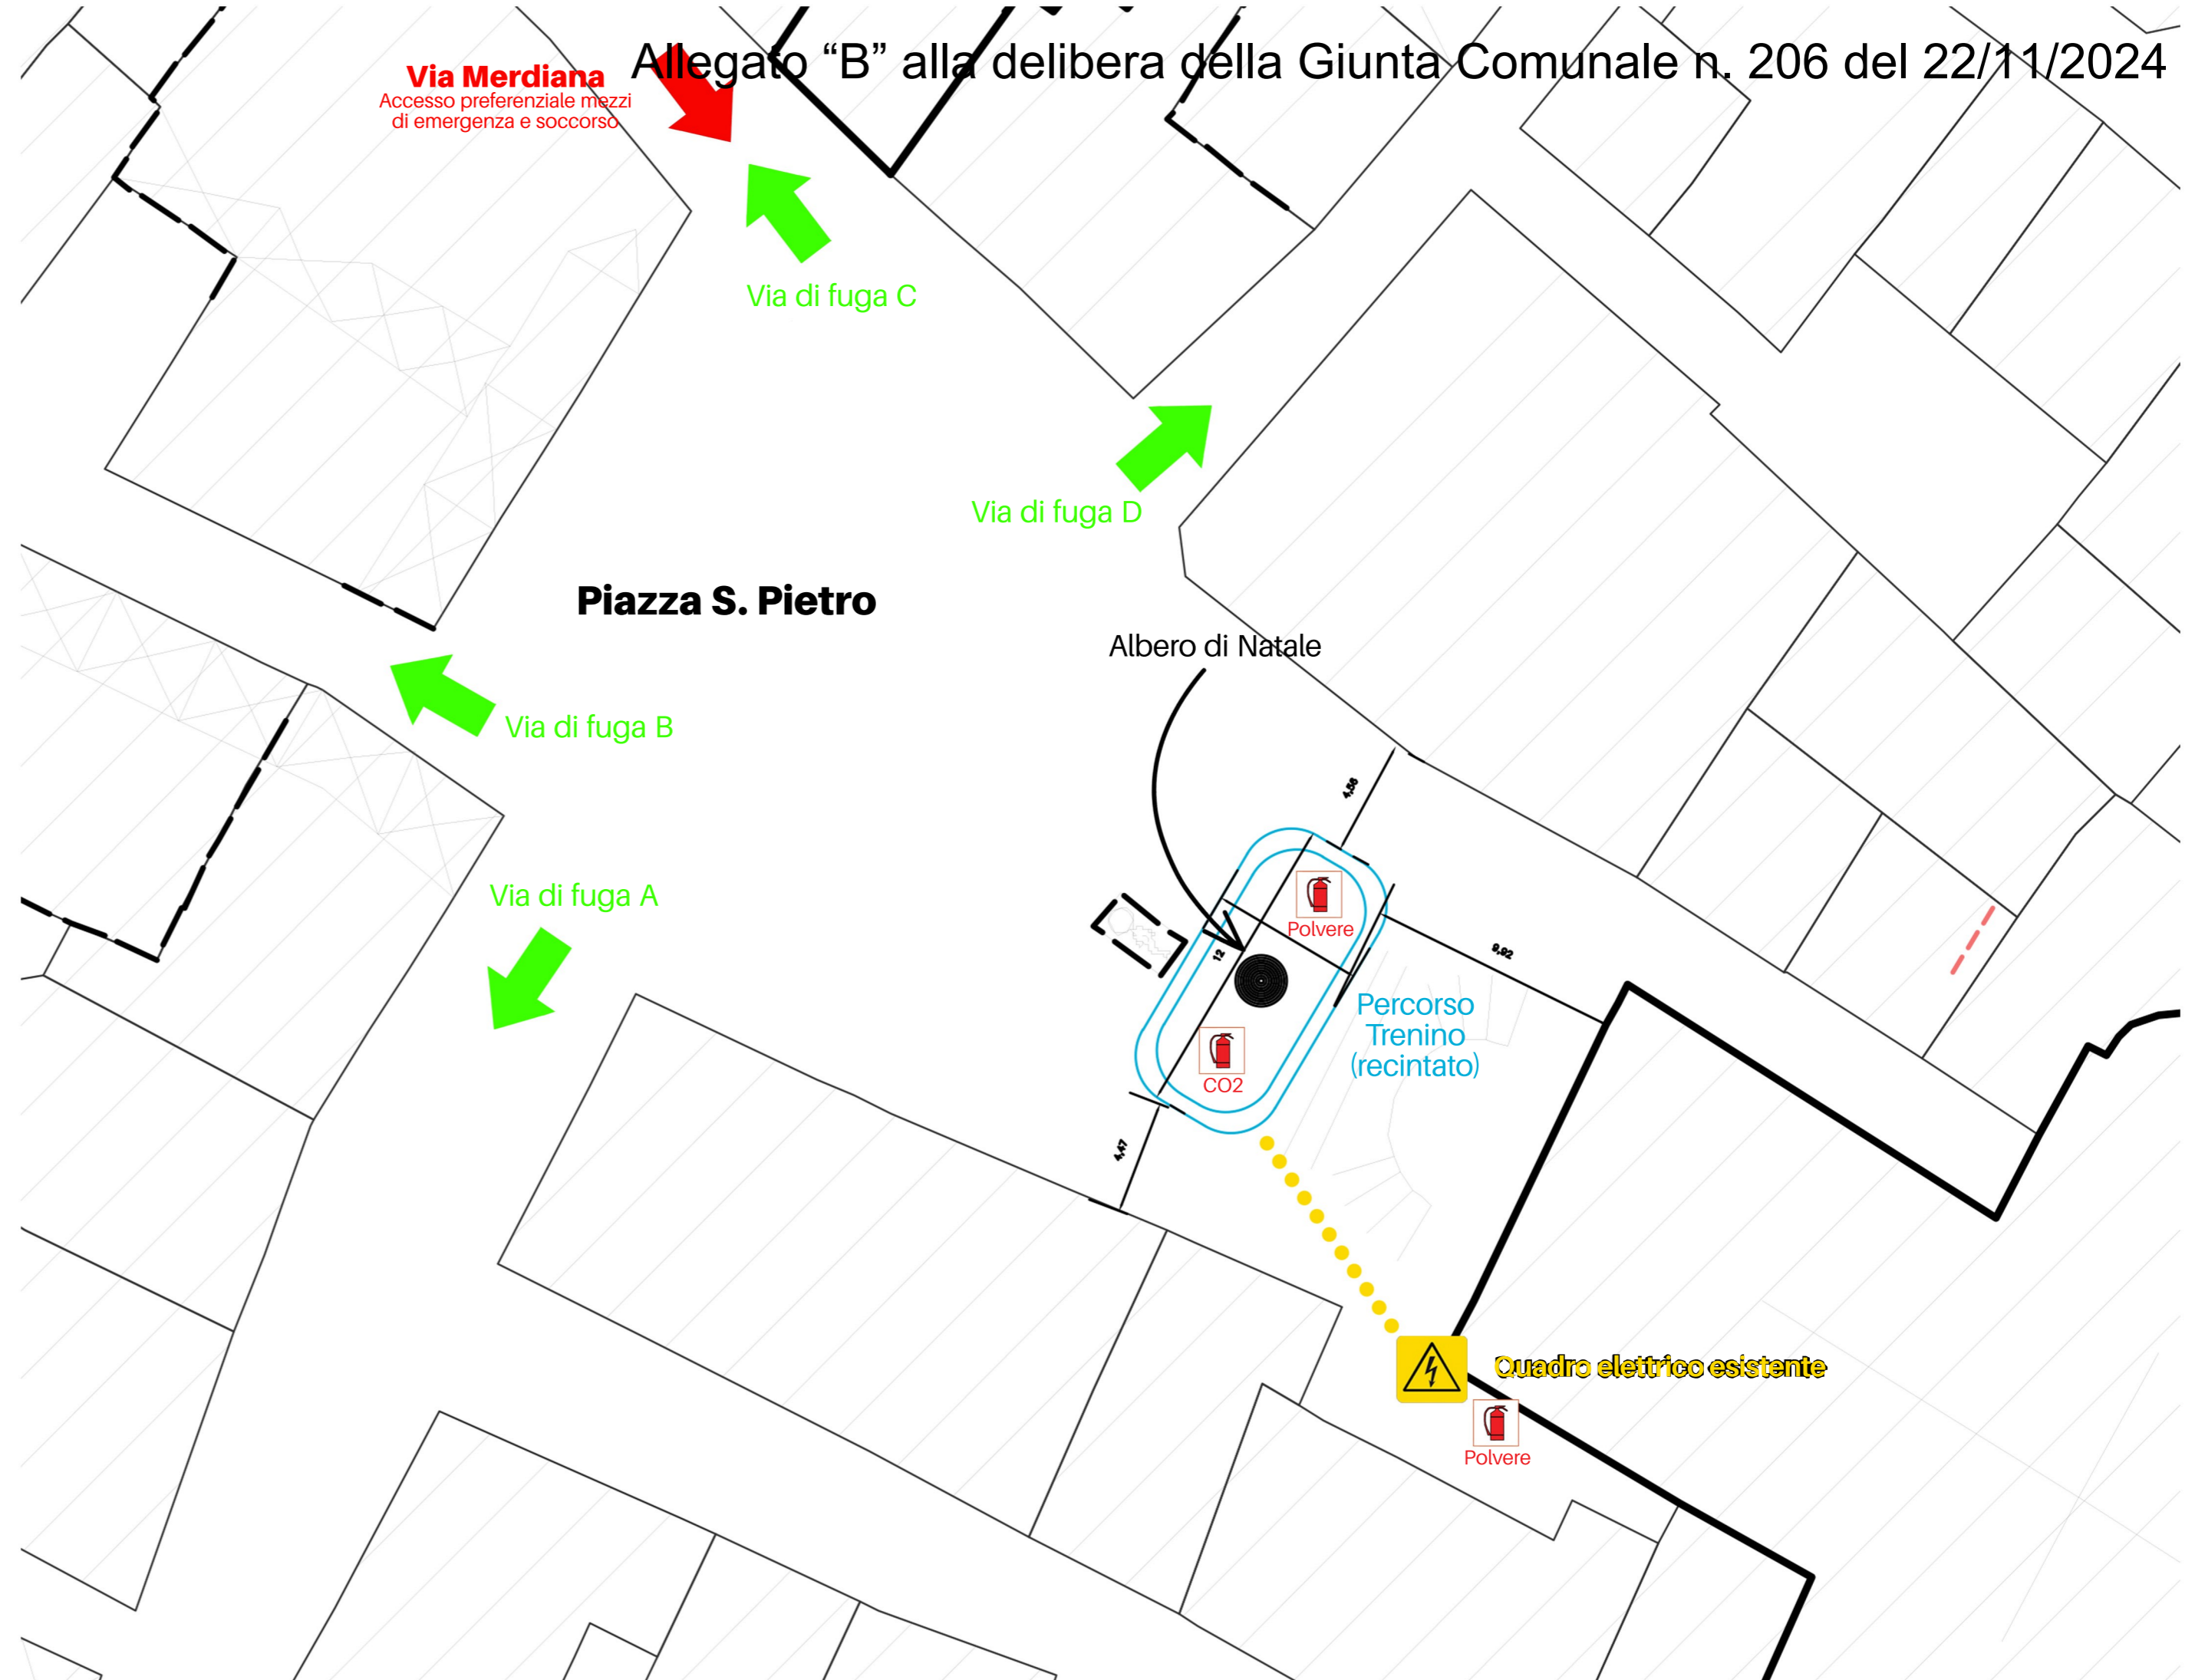 Allegato “B” alla delibera della Giunta Comunale n. 206 del 22/11/2024
Via Merdiana
Accesso preferenziale mezzi
di emergenza e soccorso
Via di fuga C
Via di fuga D
Piazza S. Pietro
Albero di Natale
Via di fuga B
4,56
Via di fuga A
Polvere
9,92
12
Percorso
Trenino
(recintato)
CO2
4,47
Quadro elettrico esistente
Polvere